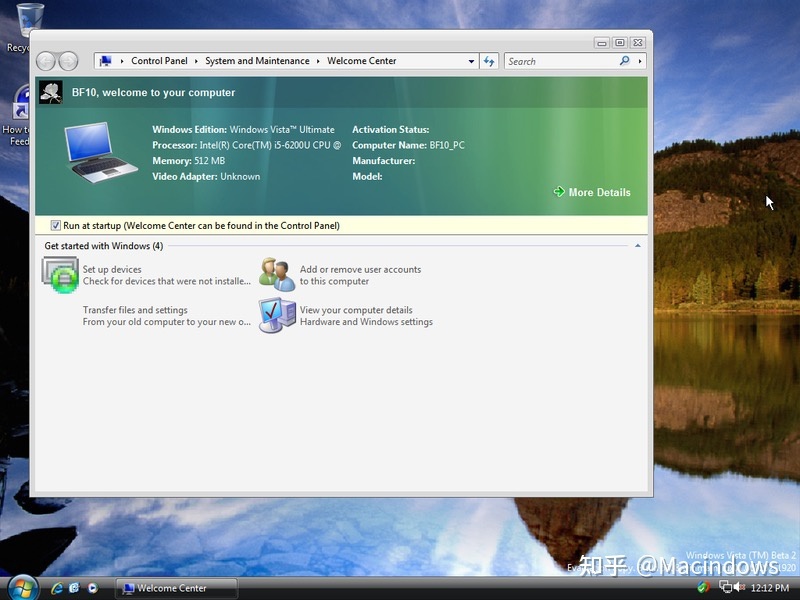 Recyc
How to
Feed
Control Panel
System and Maintenance
Welcome Center
Search
BF10, welcome to your computer
Windows Edition: Windows Vista™ Ultimate
Processor: Intel(R) Core(TM) i5-6200U CPU @
Memory: 512 MB
Video Adapter: Unknown
Activation Status:
Computer Name: BF10_PC
Manufacturer:
Model:
More Details
Run at startup (Welcome Center can be found in the Control Panel)
Get started with Windows (4)
Set up devices
Check for devices that were not installe...
Add or remove user accounts
to this computer
Transfer files and settings
From your old computer to your new o...
View your computer details
Hardware and Windows settings
Windows Vista (TM) Beta 2
知乎 @Macindows
Welcome Center
12:12 PM